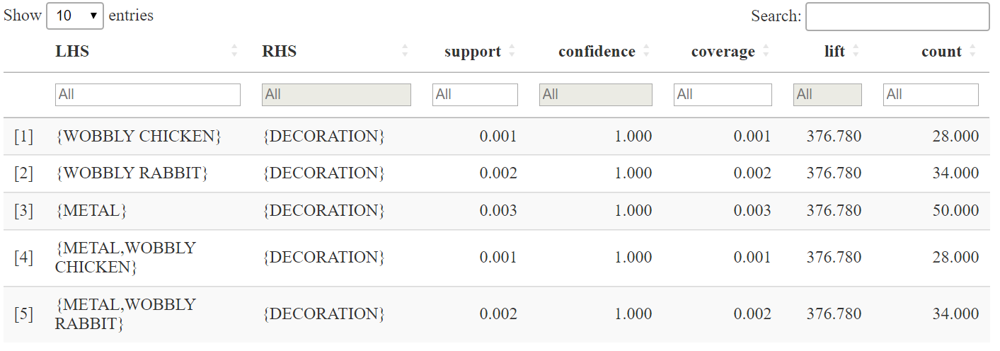 Show 10 entries Search:
LHS RHS support confidence coverage lift count
All All All All All All All
[1] {WOBBLY CHICKEN} {DECORATION} 0.001 1.000 0.001 376.780 28.000
[2] {WOBBLY RABBIT} {DECORATION} 0.002 1.000 0.002 376.780 34.000
[3] {METAL} {DECORATION} 0.003 1.000 0.003 376.780 50.000
[4] {METAL,WOBBLY CHICKEN} {DECORATION} 0.001 1.000 0.001 376.780 28.000
[5] {METAL,WOBBLY RABBIT} {DECORATION} 0.002 1.000 0.002 376.780 34.000